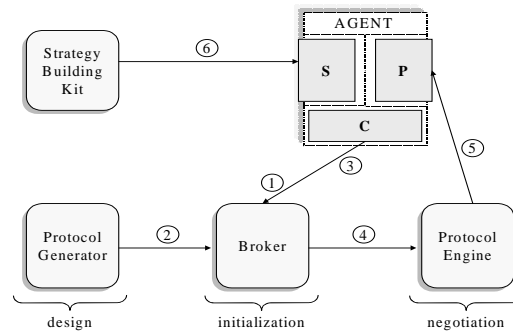 AGENT
6
Strategy
Building
Kit
S
P
C
3
5
1
Protocol
Generator
2
Broker
4
Protocol
Engine
design
initialization
negotiation